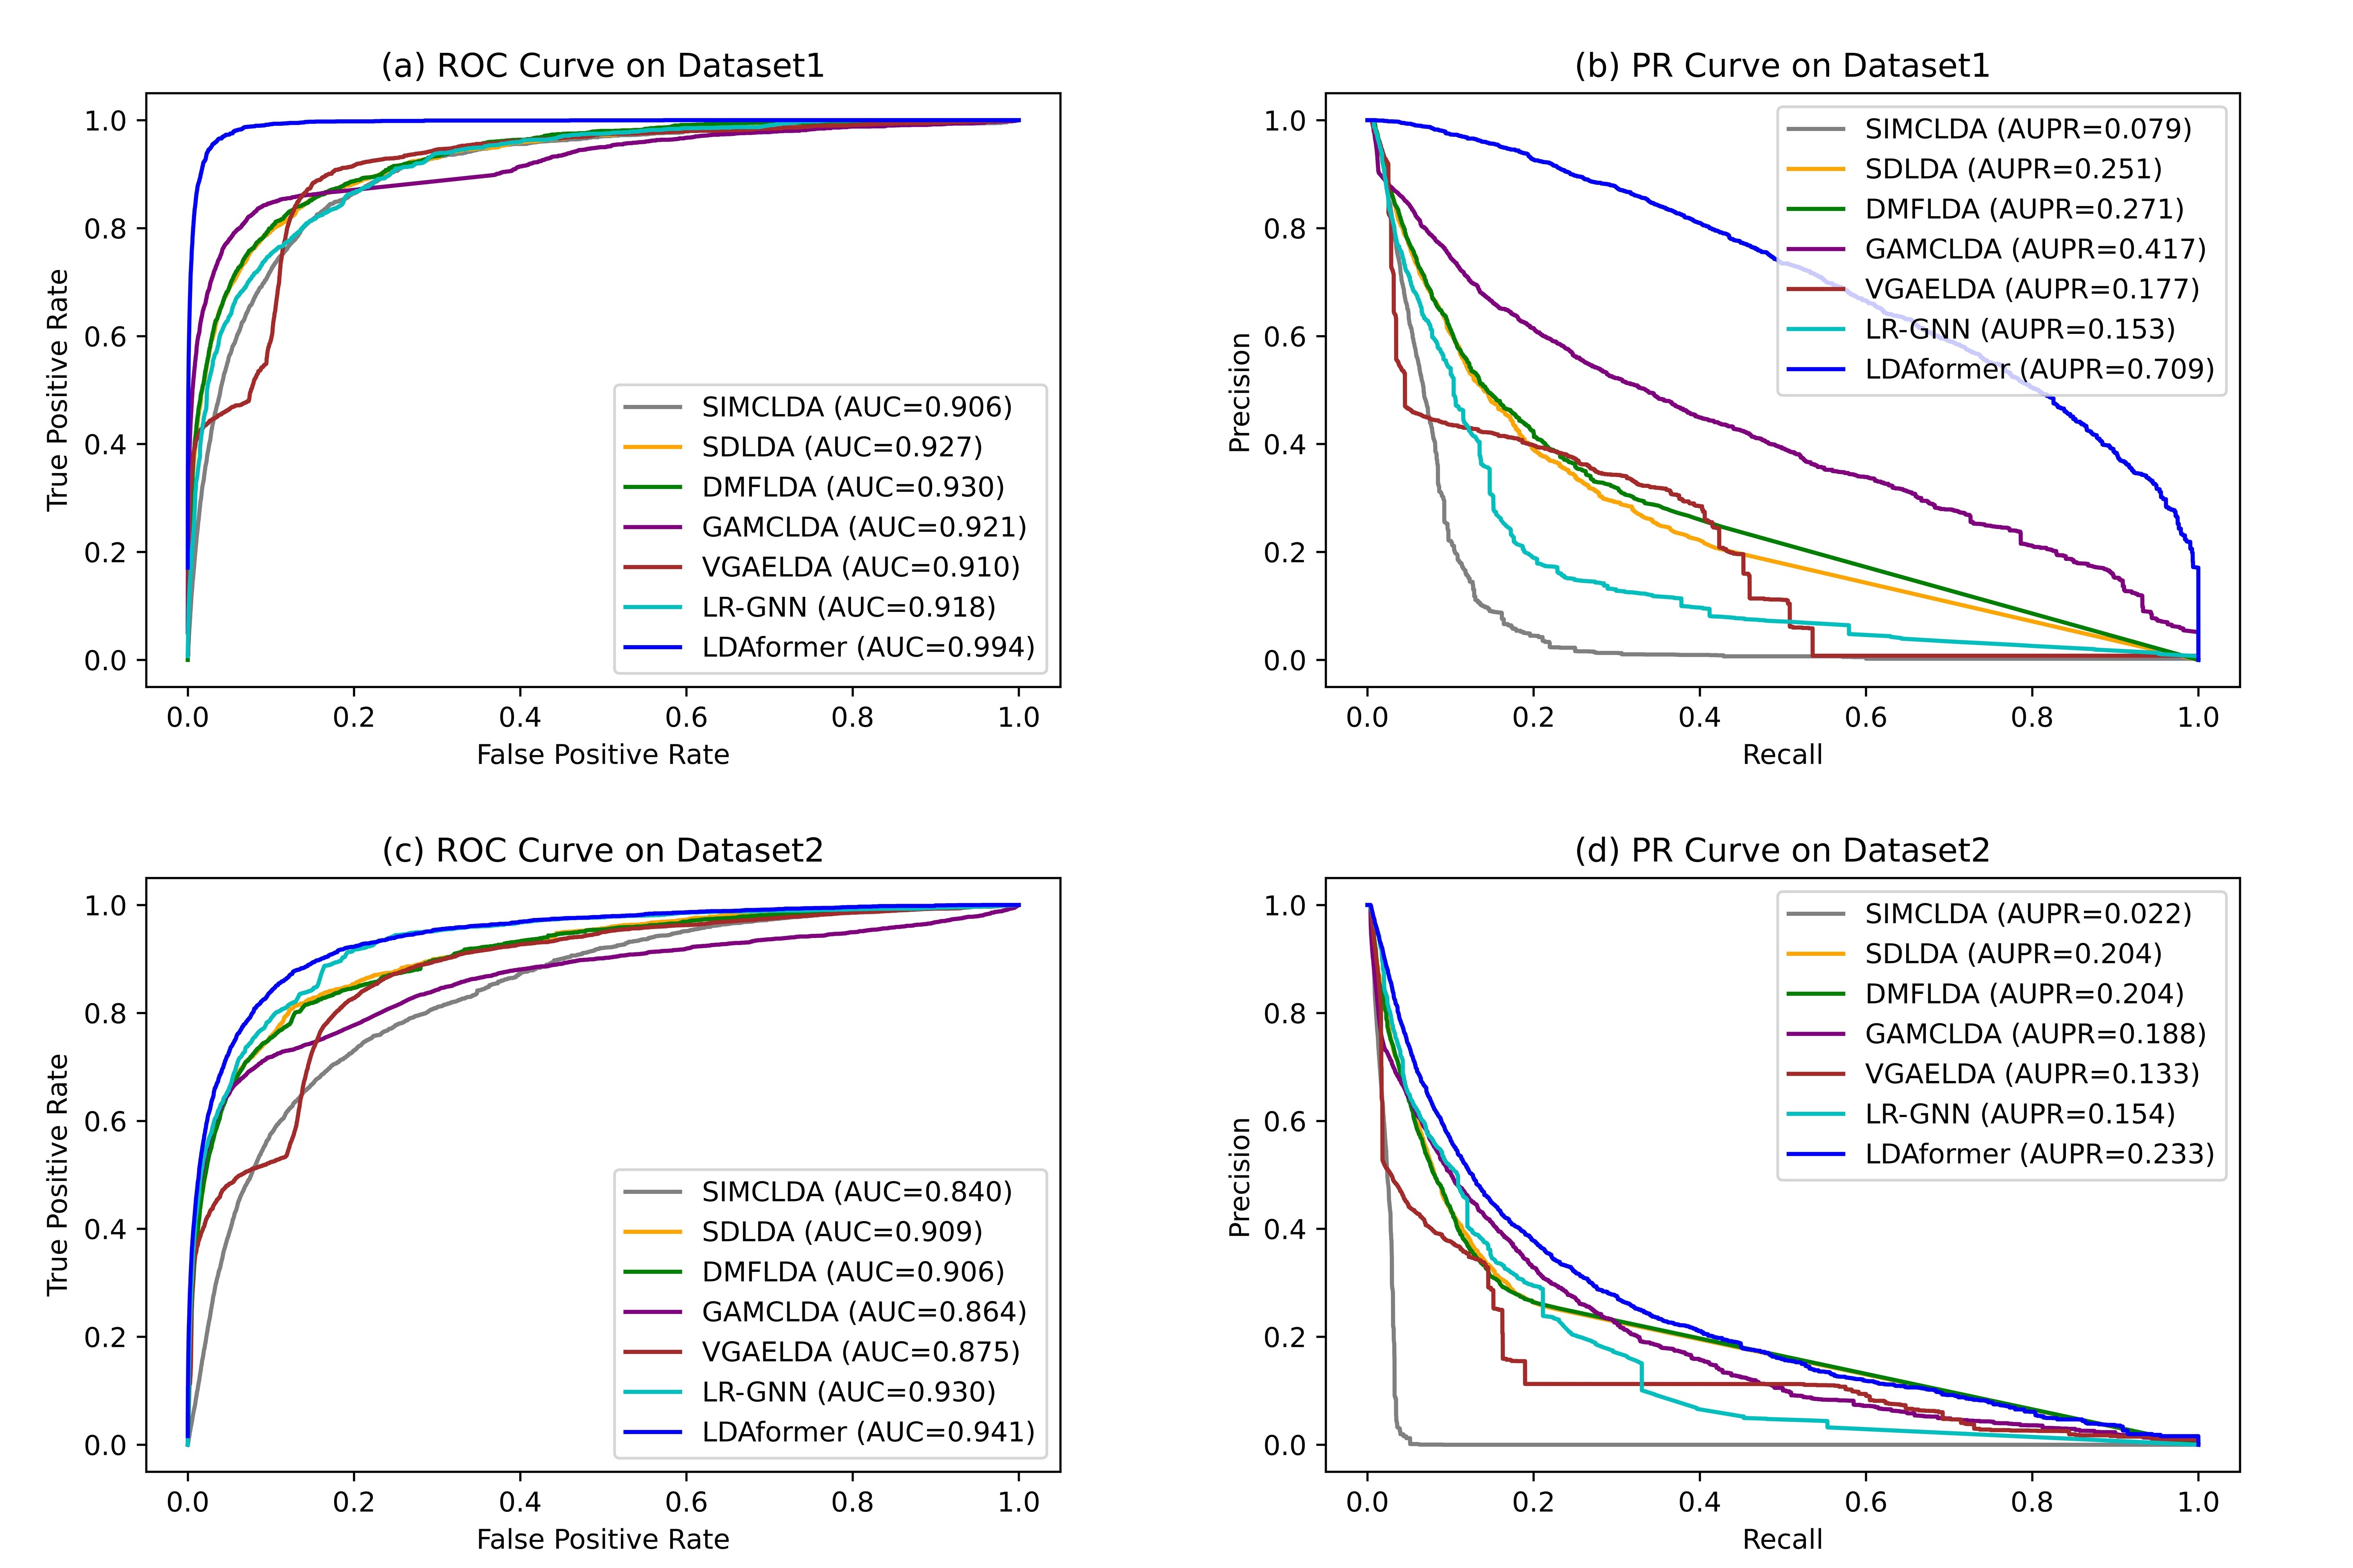 (a) ROC Curve on Dataset1
True Positive Rate
1.0
0.8
0.6
0.4
0.2
0.0
SIMCLDA (AUC=0.906)
SDLDA (AUC=0.927)
DMFLDA (AUC=0.930)
GAMCLDA (AUC=0.921)
VGAELDA (AUC=0.910)
LR-GNN (AUC=0.918)
LDAformer (AUC=0.994)
0.0 0.2 0.4 0.6 0.8 1.0
False Positive Rate
(b) PR Curve on Dataset1
Precision
1.0
0.8
0.6
0.4
0.2
0.0
SIMCLDA (AUPR=0.079)
SDLDA (AUPR=0.251)
DMFLDA (AUPR=0.271)
GAMCLDA (AUPR=0.417)
VGAELDA (AUPR=0.177)
LR-GNN (AUPR=0.153)
LDAformer (AUPR=0.709)
0.0 0.2 0.4 0.6 0.8 1.0
Recall
(c) ROC Curve on Dataset2
True Positive Rate
1.0
0.8
0.6
0.4
0.2
0.0
SIMCLDA (AUC=0.840)
SDLDA (AUC=0.909)
DMFLDA (AUC=0.906)
GAMCLDA (AUC=0.864)
VGAELDA (AUC=0.875)
LR-GNN (AUC=0.930)
LDAformer (AUC=0.941)
0.0 0.2 0.4 0.6 0.8 1.0
False Positive Rate
(d) PR Curve on Dataset2
Precision
1.0
0.8
0.6
0.4
0.2
0.0
SIMCLDA (AUPR=0.022)
SDLDA (AUPR=0.204)
DMFLDA (AUPR=0.204)
GAMCLDA (AUPR=0.188)
VGAELDA (AUPR=0.133)
LR-GNN (AUPR=0.154)
LDAformer (AUPR=0.233)
0.0 0.2 0.4 0.6 0.8 1.0
Recall